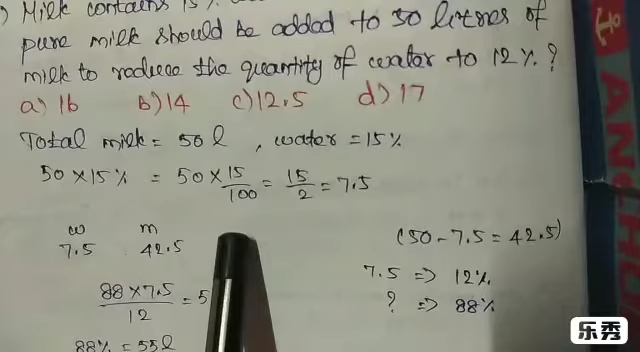 ) Milk contains 15%
pure milk should be added to 50 litres of
milk to reduce the quantity of water to 12%?
a) 16 b) 14 c) 12.5 d) 17
Total milk = 50 l , water = 15%
50 × 15% = 50 × 15/100 = 15/2 = 7.5
w m
7.5 42.5
(50 - 7.5 = 42.5)
7.5 => 12%
? => 88%
88 × 7.5/12 = 5
88% = 55 l
ANCHOR
乐秀